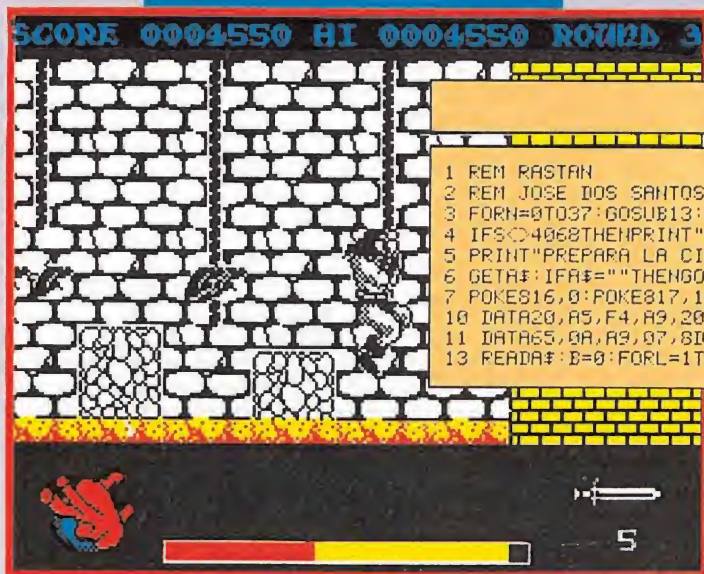 SCORE 0004550 HI 0004550 ROUND 3
1 REM RASTAN
2 REM JOSE DOS SANTOS
3 FORN=0TO37:GOSUB13:
4 IFS<>4068THENPRINT"
5 PRINT"PREPARA LA CI
6 GETA$:IFA$=""THENGO
7 POKE816,0:POKE817,1
10 DATA20,A5,F4,A9,20
11 DATA65,0A,A9,07,8D
13 READA$:B=0:FORL=1T
5